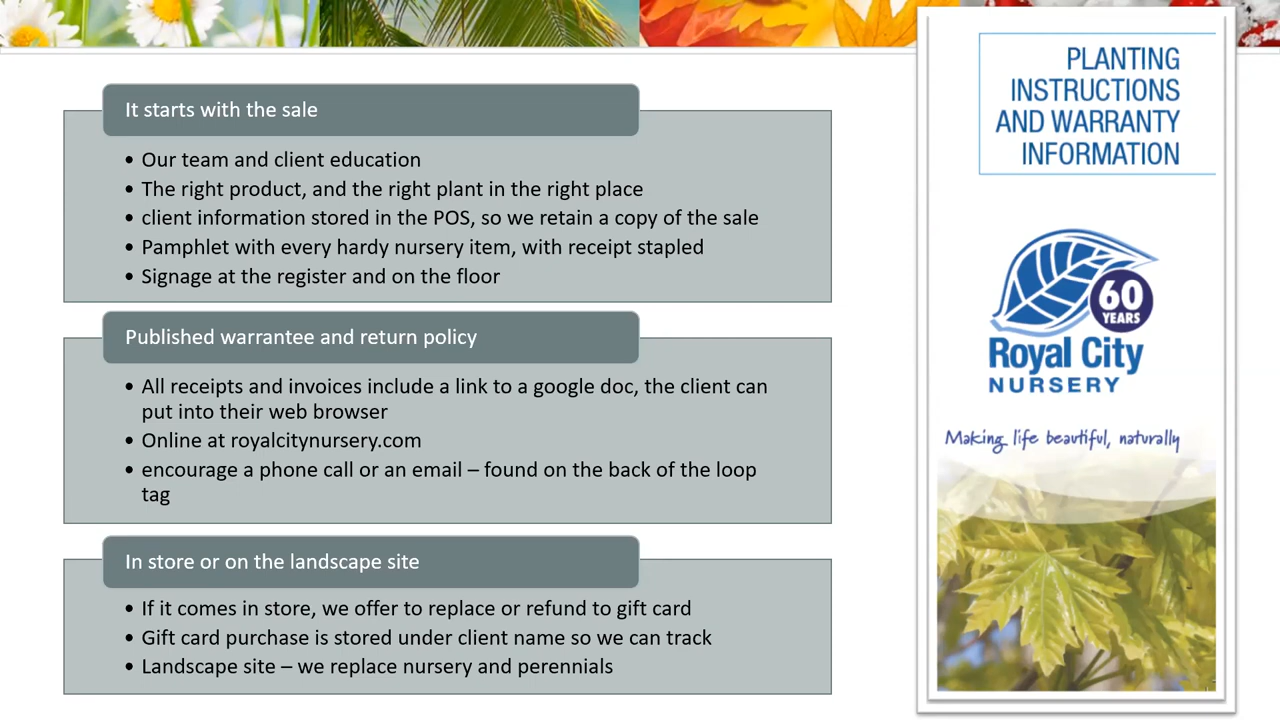 It starts with the sale
• Our team and client education
• The right product, and the right plant in the right place
• client information stored in the POS, so we retain a copy of the sale
• Pamphlet with every hardy nursery item, with receipt stapled
• Signage at the register and on the floor
Published warrantee and return policy
• All receipts and invoices include a link to a google doc, the client can
put into their web browser
• Online at royalcitynursery.com
• encourage a phone call or an email – found on the back of the loop
tag
In store or on the landscape site
• If it comes in store, we offer to replace or refund to gift card
• Gift card purchase is stored under client name so we can track
• Landscape site – we replace nursery and perennials
PLANTING
INSTRUCTIONS
AND WARRANTY
INFORMATION
60
YEARS
Royal City
NURSERY
Making life beautiful, naturally